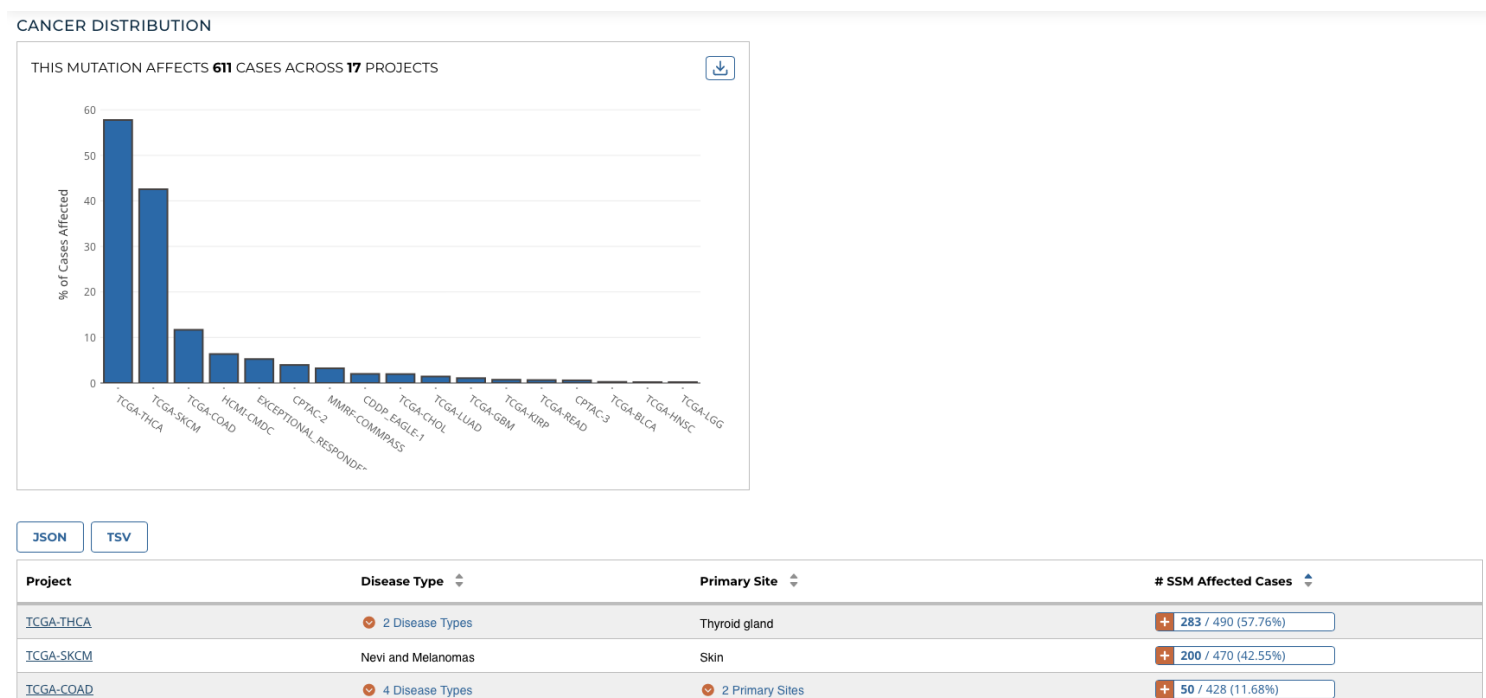 CANCER DISTRIBUTION
THIS MUTATION AFFECTS 611 CASES ACROSS 17 PROJECTS
% of Cases Affected
60
50
40
30
20
10
0
TCGA-THCA
TCGA-SKCM
TCGA-COAD
HCMI-CMDC
EXCEPTIONAL_RESPONDER
CPTAC-2
MMRF-COMMPASS
CDDP_EAGLE-1
TCGA-CHOL
TCGA-LUAD
TCGA-GBM
TCGA-KIRP
TCGA-READ
CPTAC-3
TCGA-BLCA
TCGA-HNSC
TCGA-LGG
JSON TSV
Project Disease Type Primary Site # SSM Affected Cases
TCGA-THCA 2 Disease Types Thyroid gland + 283 / 490 (57.76%)
TCGA-SKCM Nevi and Melanomas Skin + 200 / 470 (42.55%)
TCGA-COAD 4 Disease Types 2 Primary Sites + 50 / 428 (11.68%)